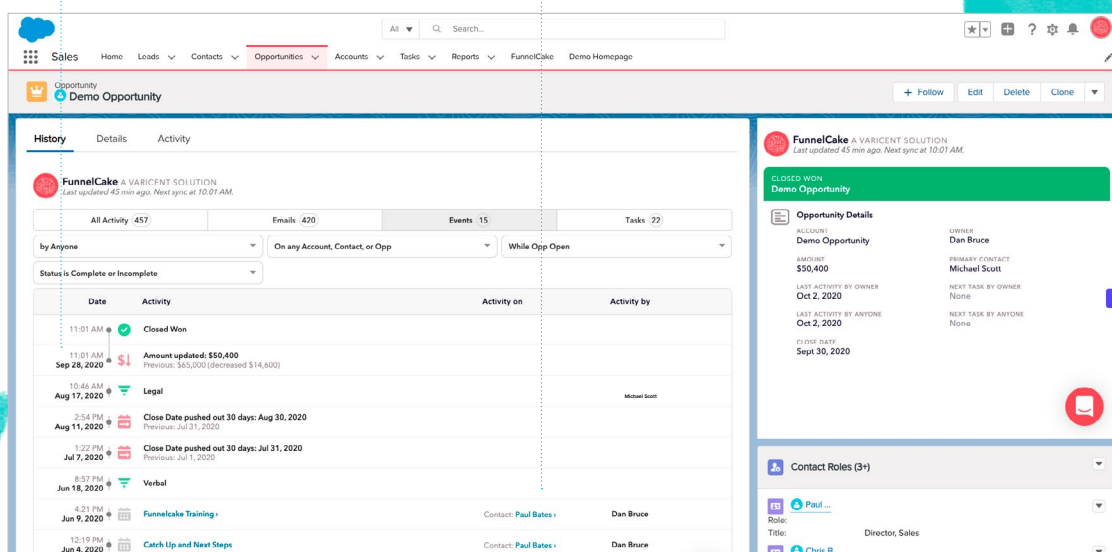 All
Search...
Sales
Home
Leads
Contacts
Opportunities
Accounts
Tasks
Reports
FunnelCake
Demo Homepage
Opportunity
Demo Opportunity
+ Follow
Edit
Delete
Clone
History
Details
Activity
FunnelCake A VARICENT SOLUTION
Last updated 45 min ago. Next sync at 10:01 AM.
All Activity 457
Emails 420
Events 15
Tasks 22
by Anyone
On any Account, Contact, or Opp
While Opp Open
Status is Complete or Incomplete
Date
Activity
Activity on
Activity by
11:01 AM
Closed Won
11:01 AM
Sep 28, 2020
Amount updated: $50,400
Previous: $65,000 (decreased $14,600)
10:46 AM
Aug 17, 2020
Legal
Michael Scott
2:54 PM
Aug 11, 2020
Close Date pushed out 30 days: Aug 30, 2020
Previous: Jul 31, 2020
1:22 PM
Jul 7, 2020
Close Date pushed out 30 days: Jul 31, 2020
Previous: Jul 1, 2020
8:57 PM
Jun 18, 2020
Verbal
4:21 PM
Jun 9, 2020
Funnelcake Training ›
Contact: Paul Bates ›
Dan Bruce
12:19 PM
Jun 4, 2020
Catch Up and Next Steps
Contact: Paul Bates ›
Dan Bruce
FunnelCake A VARICENT SOLUTION
Last updated 45 min ago. Next sync at 10:01 AM.
CLOSED WON
Demo Opportunity
Opportunity Details
ACCOUNT
Demo Opportunity
OWNER
Dan Bruce
AMOUNT
$50,400
PRIMARY CONTACT
Michael Scott
LAST ACTIVITY BY OWNER
Oct 2, 2020
NEXT TASK BY OWNER
None
LAST ACTIVITY BY ANYONE
Oct 2, 2020
NEXT TASK BY ANYONE
None
CLOSE DATE
Sept 30, 2020
Contact Roles (3+)
Paul ...
Role:
Title:
Director, Sales
Chris B